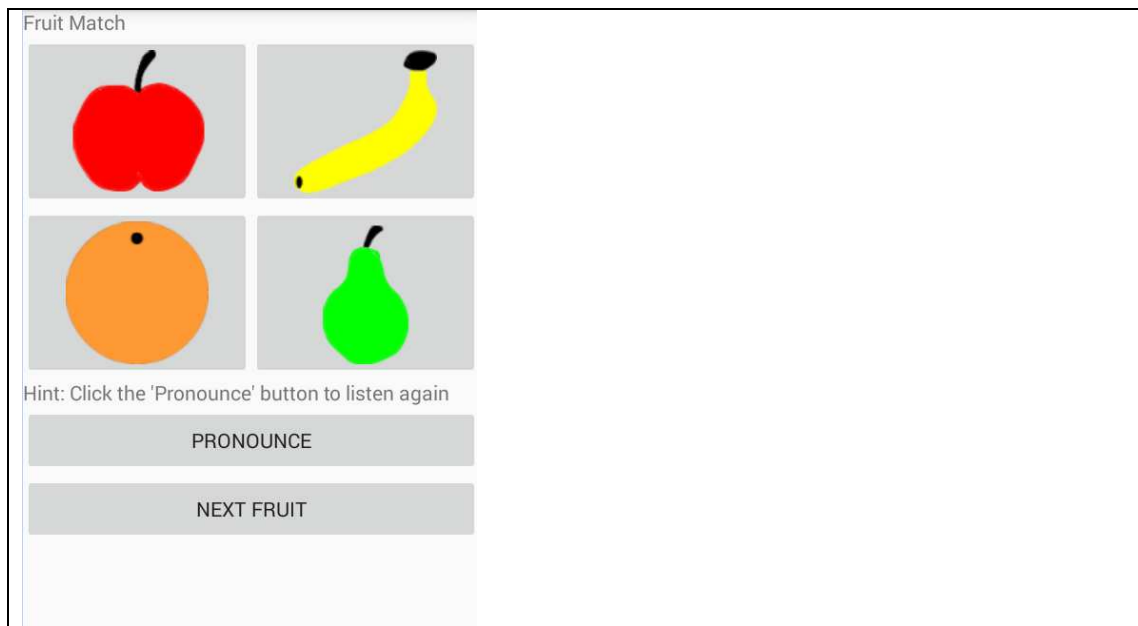 Fruit Match
Hint: Click the 'Pronounce' button to listen again
PRONOUNCE
NEXT FRUIT